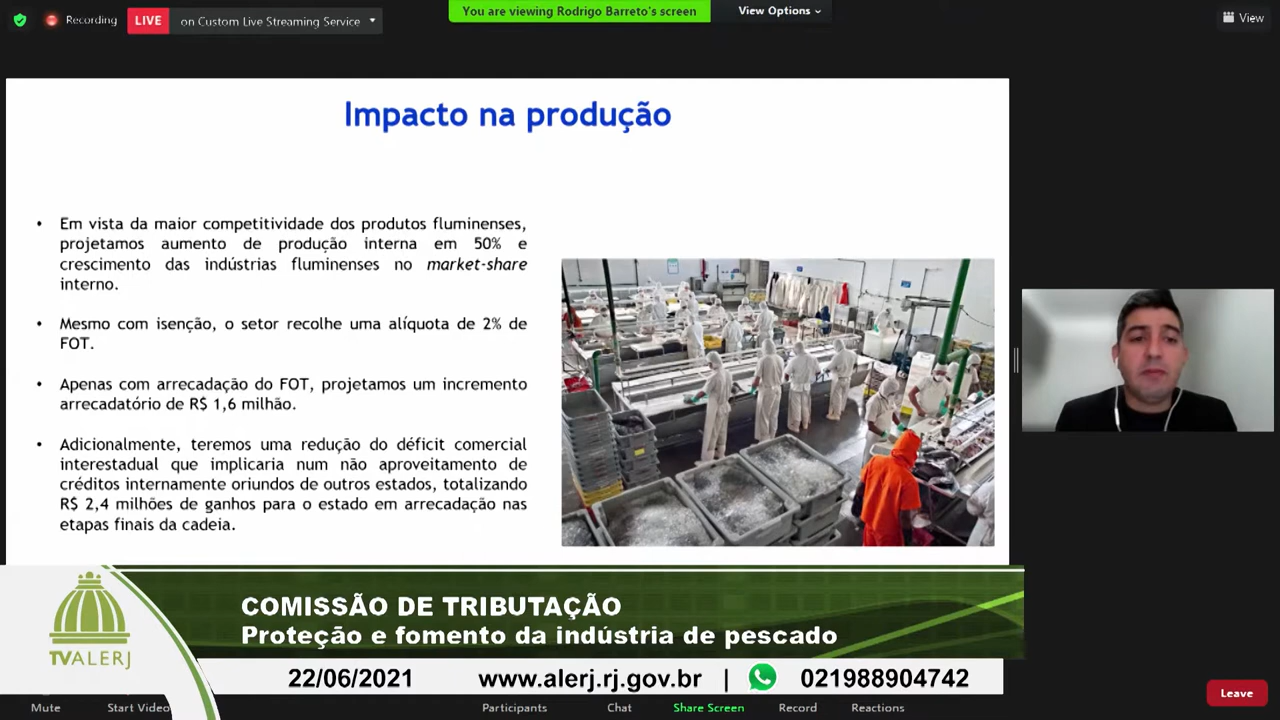 Recording
LIVE
on Custom Live Streaming Service
You are viewing Rodrigo Barreto's screen
View Options
View
Impacto na produção
• Em vista da maior competitividade dos produtos fluminenses,
projetamos aumento de produção interna em 50% e
crescimento das indústrias fluminenses no market-share
interno.
• Mesmo com isenção, o setor recolhe uma alíquota de 2% de
FOT.
• Apenas com arrecadação do FOT, projetamos um incremento
arrecadatório de R$ 1,6 milhão.
• Adicionalmente, teremos uma redução do déficit comercial
interestadual que implicaria num não aproveitamento de
créditos internamente oriundos de outros estados, totalizando
R$ 2,4 milhões de ganhos para o estado em arrecadação nas
etapas finais da cadeia.
COMISSÃO DE TRIBUTAÇÃO
Proteção e fomento da indústria de pescado
TVALERJ
22/06/2021 www.alerj.rj.gov.br | 021988904742
Mute
Start Video
Participants
Chat
Share Screen
Record
Reactions
Leave